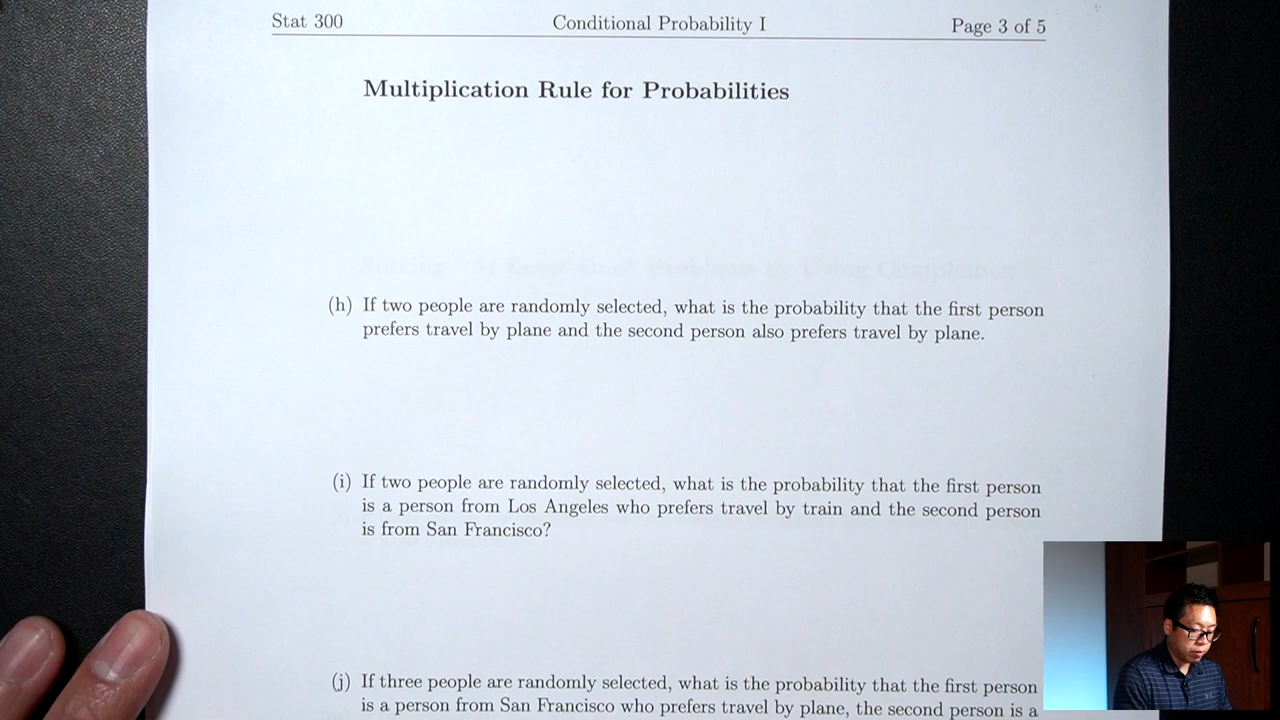 Stat 300 Conditional Probability I Page 3 of 5
Multiplication Rule for Probabilities
(h) If two people are randomly selected, what is the probability that the first person
prefers travel by plane and the second person also prefers travel by plane.
(i) If two people are randomly selected, what is the probability that the first person
is a person from Los Angeles who prefers travel by train and the second person
is from San Francisco?
(j) If three people are randomly selected, what is the probability that the first person
is a person from San Francisco who prefers travel by plane, the second person is a